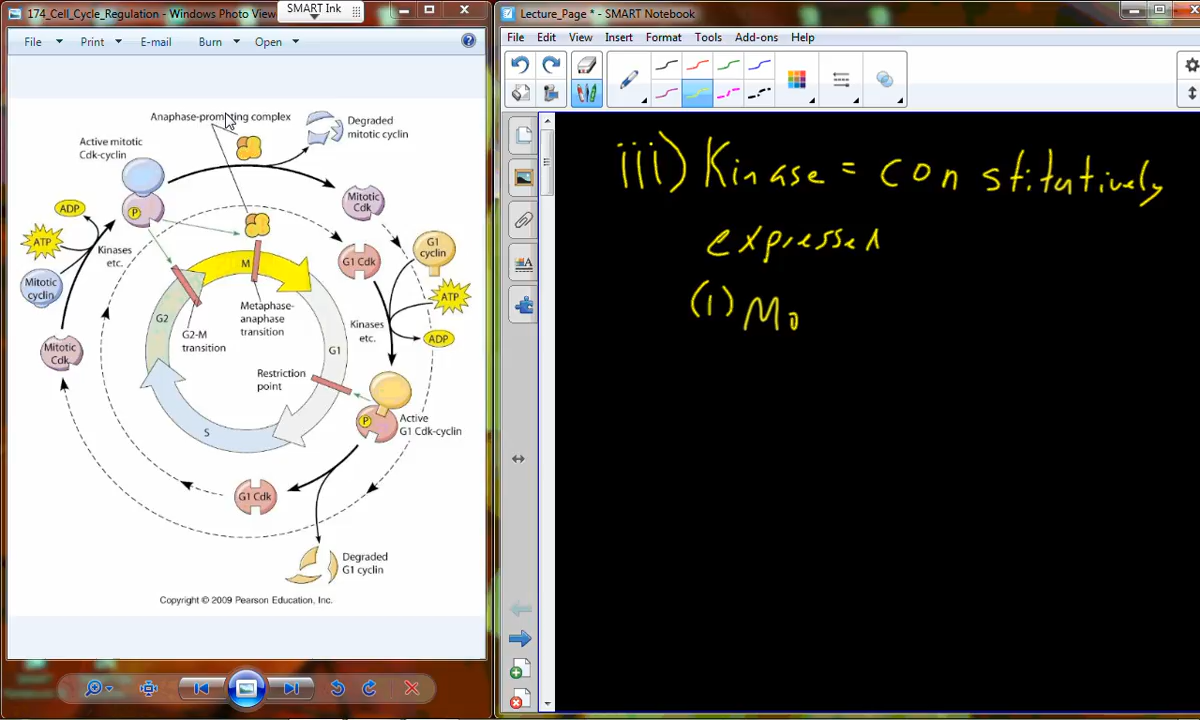 174_Cell_Cycle_Regulation - Windows Photo View
SMART Ink
File Print E-mail Burn Open
Anaphase-promoting complex
Degraded
mitotic cyclin
Active mitotic
Cdk-cyclin
P
ADP
ATP
Kinases
etc.
Mitotic
cyclin
Mitotic
Cdk
Mitotic
Cdk
G1 Cdk
G1
cyclin
ATP
ADP
Kinases
etc.
M
Metaphase-
anaphase
transition
G2
G2-M
transition
G1
Restriction
point
S
P
Active
G1 Cdk-cyclin
G1 Cdk
Degraded
G1 cyclin
Copyright © 2009 Pearson Education, Inc.
Lecture_Page * - SMART Notebook
File Edit View Insert Format Tools Add-ons Help
iii) Kinase = constitutively
expressed
(1) Mo